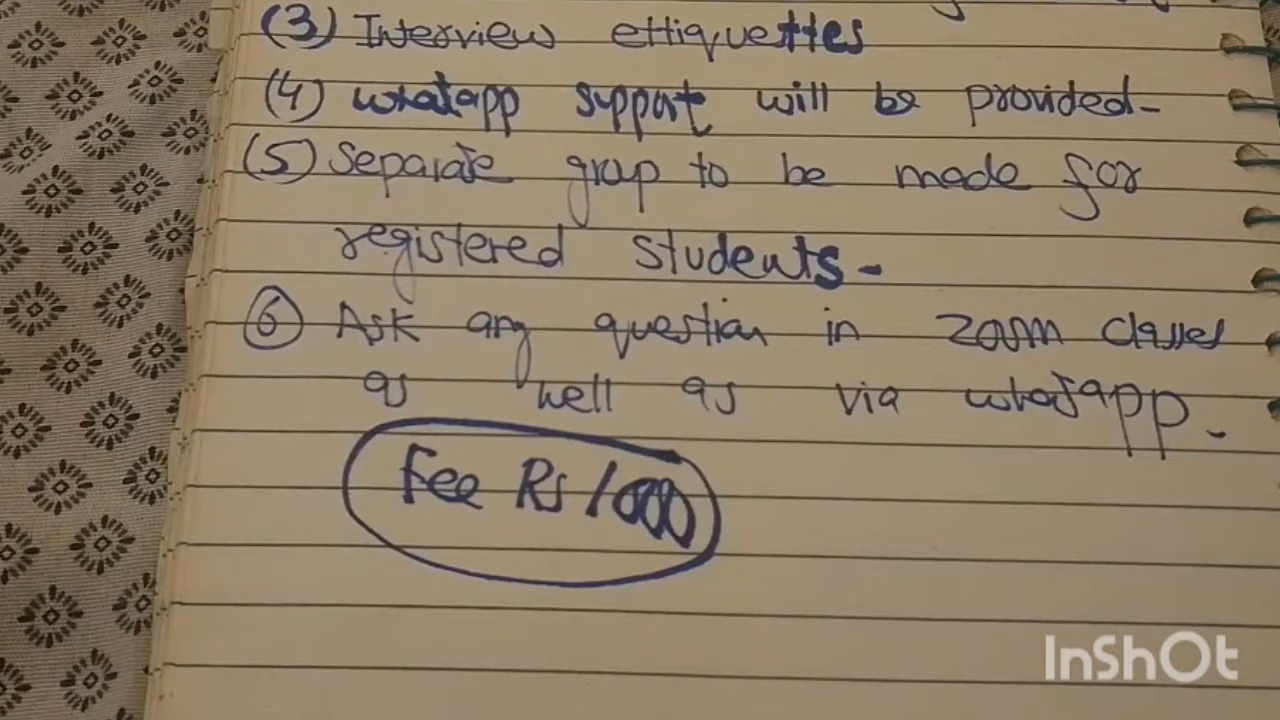 (3) Interview ettiquettes
(4) whatapp support will be provided-
(5) Separate grup to be made for
registered students-
(6) Ask any question in zoom classes
as well as via whatsapp.
Fee Rs 1000
InShOt